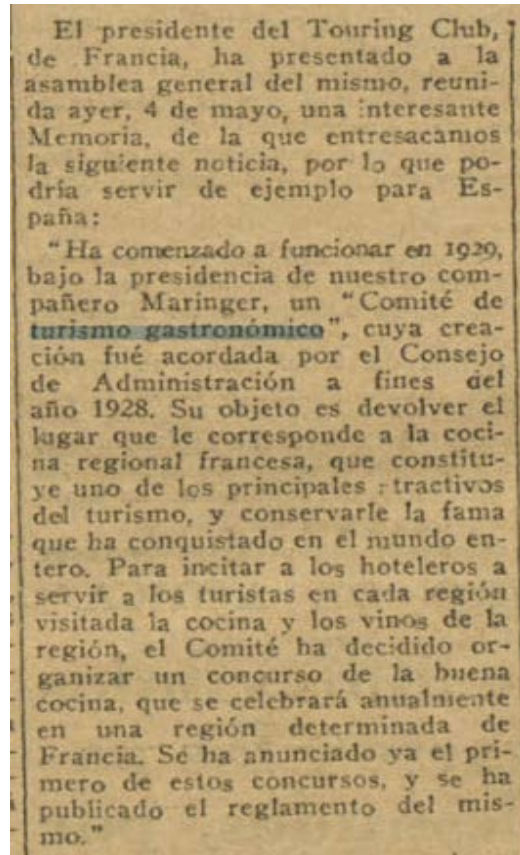 El presidente del Touring Club,
de Francia, ha presentado a la
asamblea general del mismo, reuni-
da ayer, 4 de mayo, una interesante
Memoria, de la que entresacamos
la siguiente noticia, por lo que po-
dría servir de ejemplo para Es-
paña:
"Ha comenzado a funcionar en 1929,
bajo la presidencia de nuestro com-
pañero Maringer, un "Comité de
turismo gastronómico", cuya crea-
ción fué acordada por el Consejo
de Administración a fines del
año 1928. Su objeto es devolver el
lugar que le corresponde a la coci-
na regional francesa, que constitu-
ye uno de los principales atractivos
del turismo, y conservarle la fama
que ha conquistado en el mundo en-
tero. Para incitar a los hoteleros a
servir a los turistas en cada región
visitada la cocina y los vinos de la
región, el Comité ha decidido or-
ganizar un concurso de la buena
cocina, que se celebrará anualmente
en una región determinada de
Francia. Se ha anunciado ya el pri-
mero de estos concursos, y se ha
publicado el reglamento del mis-
mo."